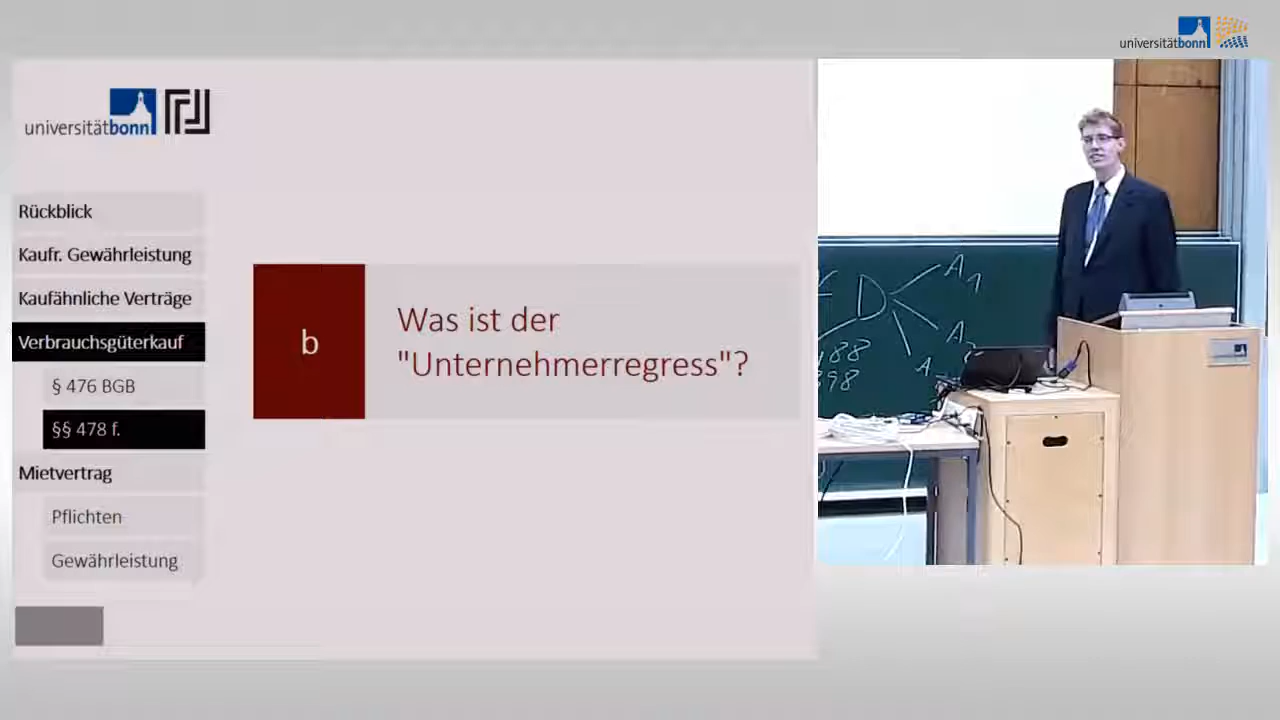 universitätbonn
universitätbonn
Rückblick
Kaufr. Gewährleistung
Kaufähnliche Verträge
Verbrauchsgüterkauf
§ 476 BGB
§§ 478 f.
Mietvertrag
Pflichten
Gewährleistung
b
Was ist der
"Unternehmerregress"?
D
A1
A2
A